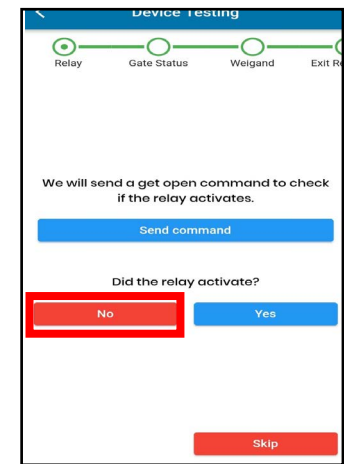 Device Testing
Relay Gate Status Weigand Exit
We will send a get open command to check
if the relay activates.
Send command
Did the relay activate?
No Yes
Skip